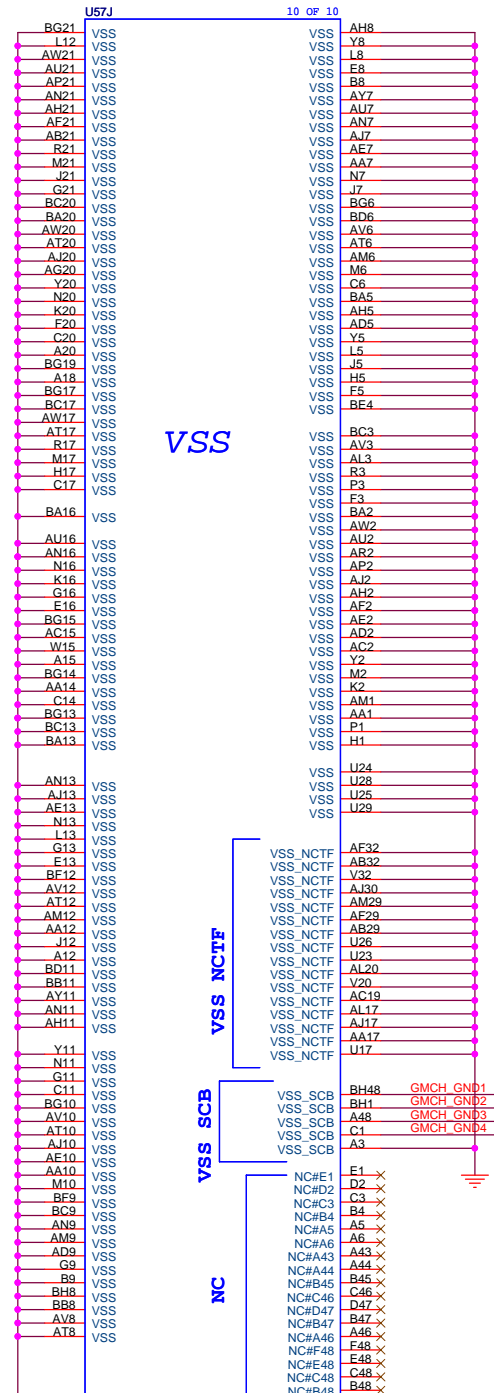 U57J
10 OF 10
BG21 VSS
L12 VSS
AW21 VSS
AU21 VSS
AP21 VSS
AN21 VSS
AH21 VSS
AF21 VSS
AB21 VSS
R21 VSS
M21 VSS
J21 VSS
G21 VSS
BC20 VSS
BA20 VSS
AW20 VSS
AT20 VSS
AJ20 VSS
AG20 VSS
Y20 VSS
N20 VSS
K20 VSS
F20 VSS
C20 VSS
A20 VSS
BG19 VSS
A18 VSS
BG17 VSS
BC17 VSS
AW17 VSS
AT17 VSS
R17 VSS
M17 VSS
H17 VSS
C17 VSS
BA16 VSS
AU16 VSS
AN16 VSS
N16 VSS
K16 VSS
G16 VSS
E16 VSS
BG15 VSS
AC15 VSS
W15 VSS
A15 VSS
BG14 VSS
AA14 VSS
C14 VSS
BG13 VSS
BC13 VSS
BA13 VSS
AN13 VSS
AJ13 VSS
AE13 VSS
N13 VSS
L13 VSS
G13 VSS
E13 VSS
BF12 VSS
AV12 VSS
AT12 VSS
AM12 VSS
AA12 VSS
J12 VSS
A12 VSS
BD11 VSS
BB11 VSS
AY11 VSS
AN11 VSS
AH11 VSS
Y11 VSS
N11 VSS
G11 VSS
C11 VSS
BG10 VSS
AV10 VSS
AT10 VSS
AJ10 VSS
AE10 VSS
AA10 VSS
M10 VSS
BF9 VSS
BC9 VSS
AN9 VSS
AM9 VSS
AD9 VSS
G9 VSS
B9 VSS
BH8 VSS
BB8 VSS
AV8 VSS
AT8 VSS
VSS
VSS AH8
VSS Y8
VSS L8
VSS E8
VSS B8
VSS AY7
VSS AU7
VSS AN7
VSS AJ7
VSS AE7
VSS AA7
VSS N7
VSS J7
VSS BG6
VSS BD6
VSS AV6
VSS AT6
VSS AM6
VSS M6
VSS C6
VSS BA5
VSS AH5
VSS AD5
VSS Y5
VSS L5
VSS J5
VSS H5
VSS F5
VSS BE4
VSS BC3
VSS AV3
VSS AL3
VSS R3
VSS P3
VSS F3
VSS BA2
VSS AW2
VSS AU2
VSS AR2
VSS AP2
VSS AJ2
VSS AH2
VSS AF2
VSS AE2
VSS AD2
VSS AC2
VSS Y2
VSS M2
VSS K2
VSS AM1
VSS AA1
VSS P1
VSS H1
VSS U24
VSS U28
VSS U25
VSS U29
VSS NCTF
VSS_NCTF AF32
VSS_NCTF AB32
VSS_NCTF V32
VSS_NCTF AJ30
VSS_NCTF AM29
VSS_NCTF AF29
VSS_NCTF AB29
VSS_NCTF U26
VSS_NCTF U23
VSS_NCTF AL20
VSS_NCTF V20
VSS_NCTF AC19
VSS_NCTF AL17
VSS_NCTF AJ17
VSS_NCTF AA17
VSS_NCTF U17
VSS SCB
VSS_SCB BH48 GMCH_GND1
VSS_SCB BH1 GMCH_GND2
VSS_SCB A48 GMCH_GND3
VSS_SCB C1 GMCH_GND4
VSS_SCB A3
NC
NC#E1 E1
NC#D2 D2
NC#C3 C3
NC#B4 B4
NC#A5 A5
NC#A6 A6
NC#A43 A43
NC#A44 A44
NC#B45 B45
NC#C46 C46
NC#D47 D47
NC#B47 B47
NC#A46 A46
NC#F48 F48
NC#E48 E48
NC#C48 C48
NC#B48 B48